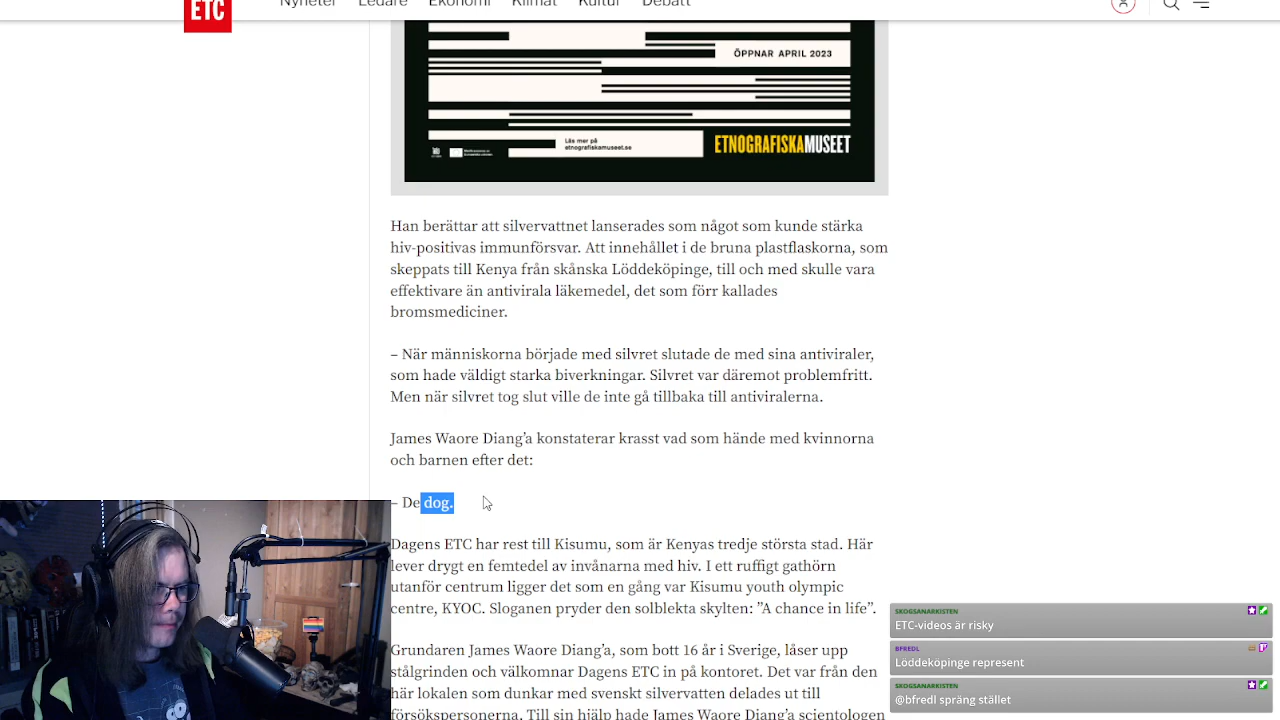 ETC
Nyheter Ledare Ekonomi Klimat Kultur Debatt
ÖPPNAR APRIL 2023
Läs mer på
etnografiskamuseet.se
ETNOGRAFISKAMUSEET
Han berättar att silvervattnet lanserades som något som kunde stärka
hiv-positivas immunförsvar. Att innehållet i de bruna plastflaskorna, som
skeppats till Kenya från skånska Löddeköpinge, till och med skulle vara
effektivare än antivirala läkemedel, det som förr kallades
bromsmediciner.
– När människorna började med silvret slutade de med sina antiviraler,
som hade väldigt starka biverkningar. Silvret var däremot problemfritt.
Men när silvret tog slut ville de inte gå tillbaka till antiviralerna.
James Waore Diang’a konstaterar krasst vad som hände med kvinnorna
och barnen efter det:
– De dog.
Dagens ETC har rest till Kisumu, som är Kenyas tredje största stad. Här
lever drygt en femtedel av invånarna med hiv. I ett ruffigt gathörn
utanför centrum ligger det som en gång var Kisumu youth olympic
centre, KYOC. Sloganen pryder den solblekta skylten: ”A chance in life”.
Grundaren James Waore Diang’a, som bott 16 år i Sverige, låser upp
stålgrinden och välkomnar Dagens ETC in på kontoret. Det var från den
här lokalen som dunkar med svenskt silvervatten delades ut till
försökspersonerna. Till sin hjälp hade James Waore Diang’a scientologen
SKOGSANARKISTEN
ETC-videos är risky
BFREDL
Löddeköpinge represent
SKOGSANARKISTEN
@bfredl spräng stället